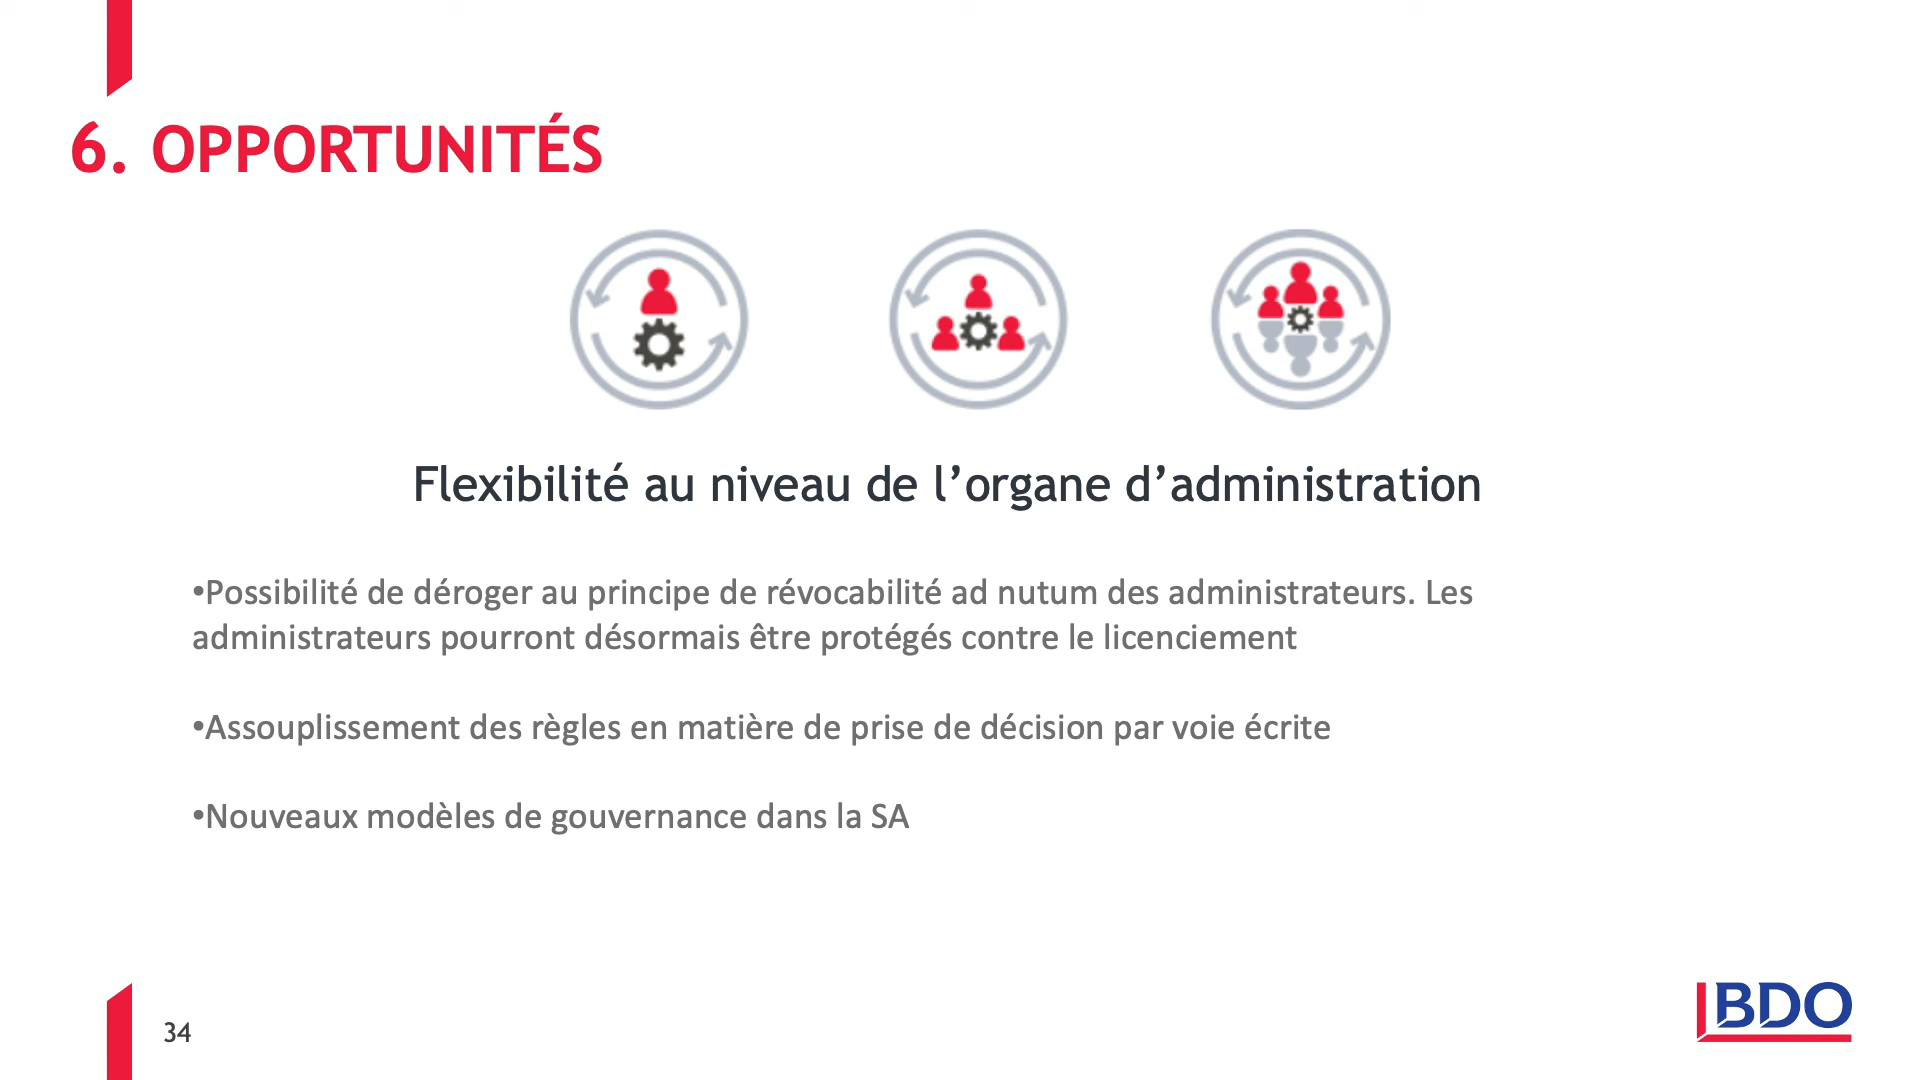 6. OPPORTUNITÉS
Flexibilité au niveau de l’organe d’administration
•Possibilité de déroger au principe de révocabilité ad nutum des administrateurs. Les
administrateurs pourront désormais être protégés contre le licenciement
•Assouplissement des règles en matière de prise de décision par voie écrite
•Nouveaux modèles de gouvernance dans la SA
34
BDO